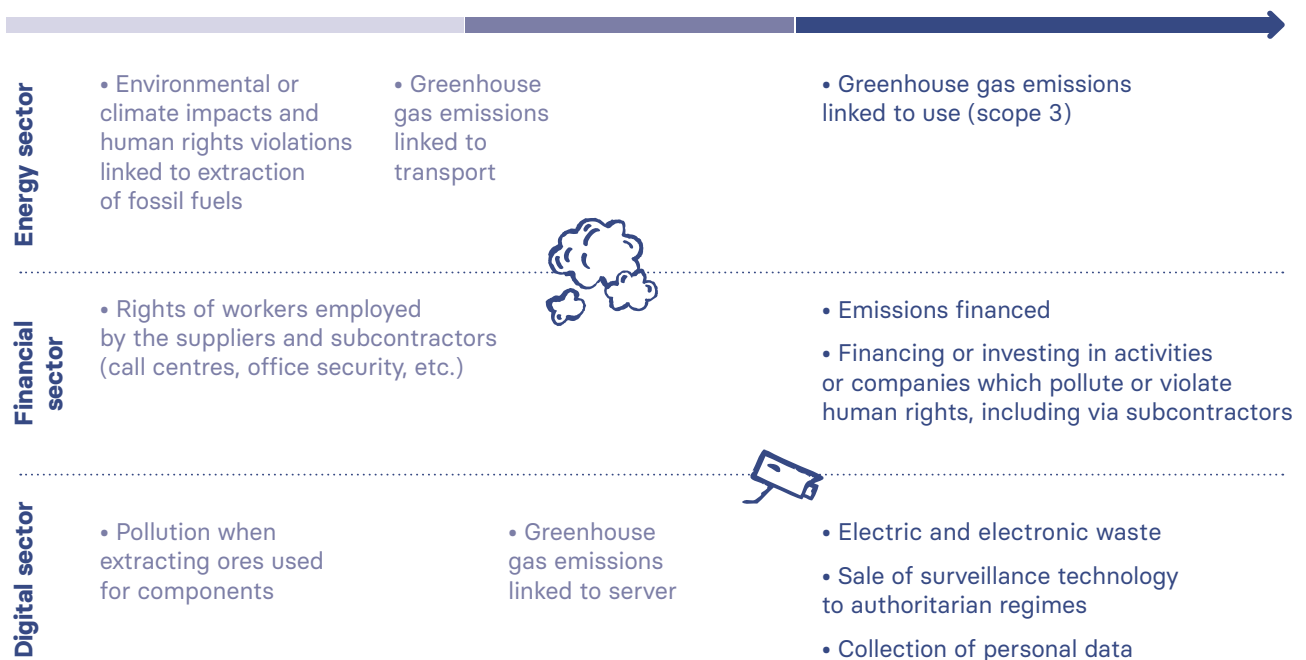 Energy sector
• Environmental or
climate impacts and
human rights violations
linked to extraction
of fossil fuels
• Greenhouse
gas emissions
linked to
transport
• Greenhouse gas emissions
linked to use (scope 3)
Financial
sector
• Rights of workers employed
by the suppliers and subcontractors
(call centres, office security, etc.)
• Emissions financed
• Financing or investing in activities
or companies which pollute or violate
human rights, including via subcontractors
Digital sector
• Pollution when
extracting ores used
for components
• Greenhouse
gas emissions
linked to server
• Electric and electronic waste
• Sale of surveillance technology
to authoritarian regimes
• Collection of personal data